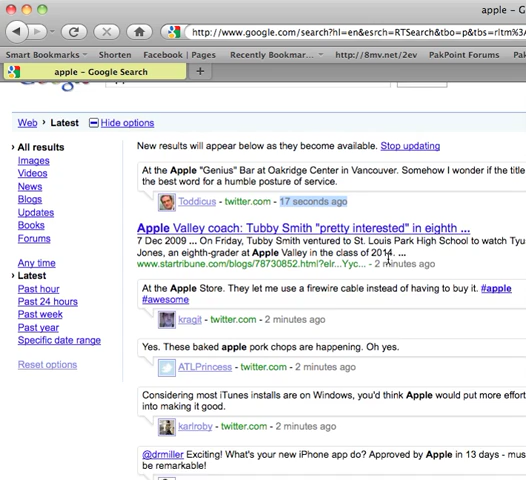 apple - G
http://www.google.com/search?hl=en&esrch=RTSearch&tbo=p&tbs=rltm%3
Smart Bookmarks Shorten Facebook | Pages Recently Bookmar... http://8mv.net/2ev PakPoint Forums PakPoint
apple - Google Search
Web › Latest Hide options
› All results
Images
Videos
News
Blogs
Updates
Books
Forums
Any time
› Latest
Past hour
Past 24 hours
Past week
Past year
Specific date range
Reset options
New results will appear below as they become available. Stop updating
At the Apple "Genius" Bar at Oakridge Center in Vancouver. Somehow I wonder if the title
the best word for a humble posture of service.
Toddicus - twitter.com - 17 seconds ago
Apple Valley coach: Tubby Smith "pretty interested" in eighth ...
7 Dec 2009 ... On Friday, Tubby Smith ventured to St. Louis Park High School to watch Tyu
Jones, an eighth-grader at Apple Valley in the class of 2014. ...
www.startribune.com/blogs/78730852.html?elr...Yyc... - 2 minutes ago
At the Apple Store. They let me use a firewire cable instead of having to buy it. #apple
#awesome
kragit - twitter.com - 2 minutes ago
Yes. These baked apple pork chops are happening. Oh yes.
ATLPrincess - twitter.com - 2 minutes ago
Considering most iTunes installs are on Windows, you'd think Apple would put more effort
into making it good.
karlroby - twitter.com - 2 minutes ago
@drmiller Exciting! What's your new iPhone app do? Approved by Apple in 13 days - mus
be remarkable!